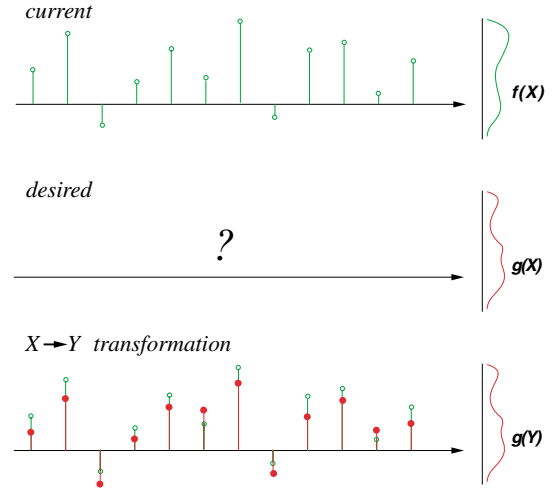 current
f(X)
desired
?
g(X)
X→Y transformation
g(Y)